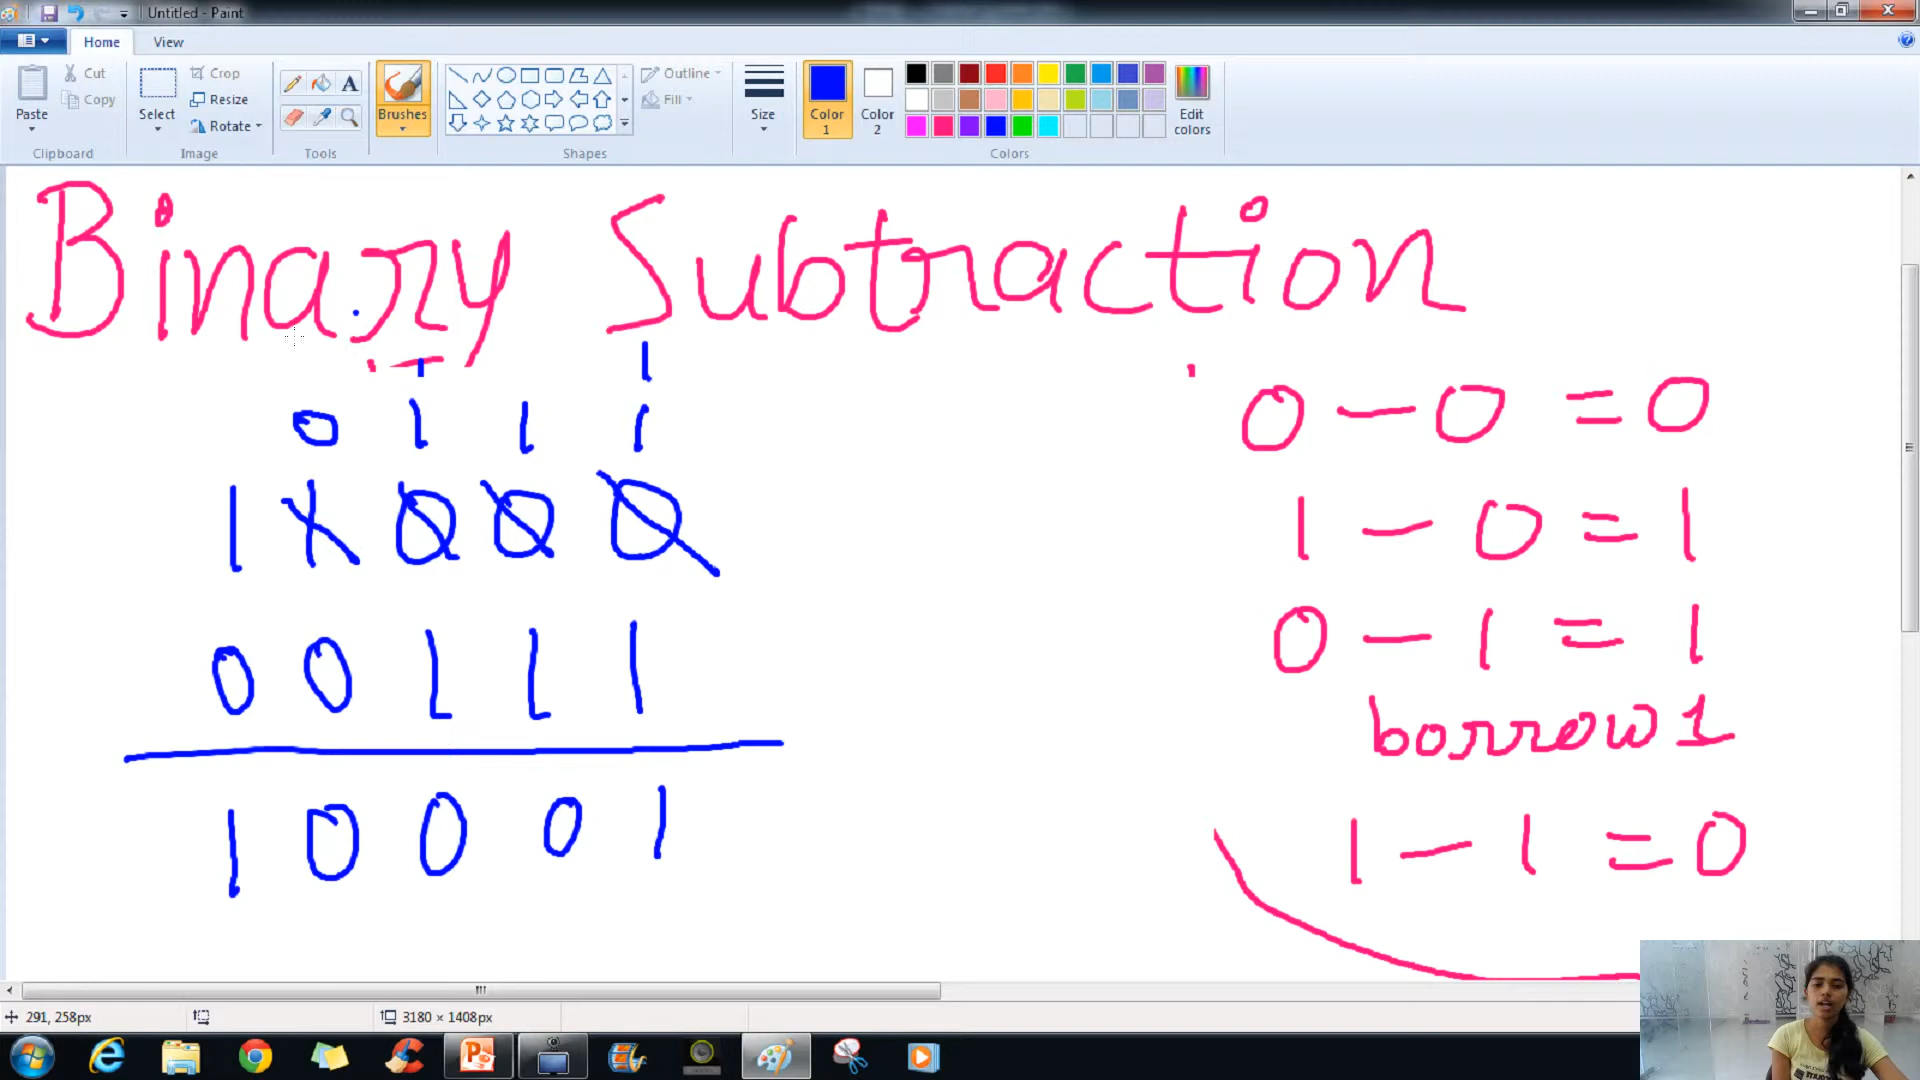 Untitled - Paint
Home View
Paste Cut Copy Clipboard
Select Crop Resize Rotate Image
Tools
Brushes
Outline Fill Shapes
Size
Color 1 Color 2 Edit colors Colors
Binary Subtraction
1
0 1 1 1
1 1 0 0 0
0 0 1 1 1
1 0 0 0 1
0 - 0 = 0
1 - 0 = 1
0 - 1 = 1
borrow 1
1 - 1 = 0
291, 258px 3180 × 1408px